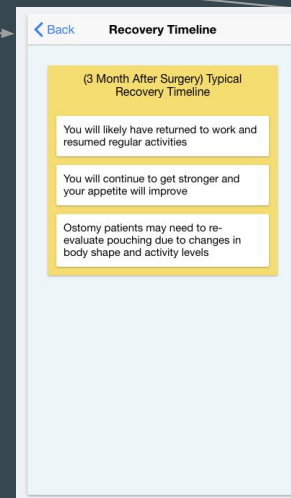 Back
Recovery Timeline
(3 Month After Surgery) Typical
Recovery Timeline
You will likely have returned to work and
resumed regular activities
You will continue to get stronger and
your appetite will improve
Ostomy patients may need to re-
evaluate pouching due to changes in
body shape and activity levels